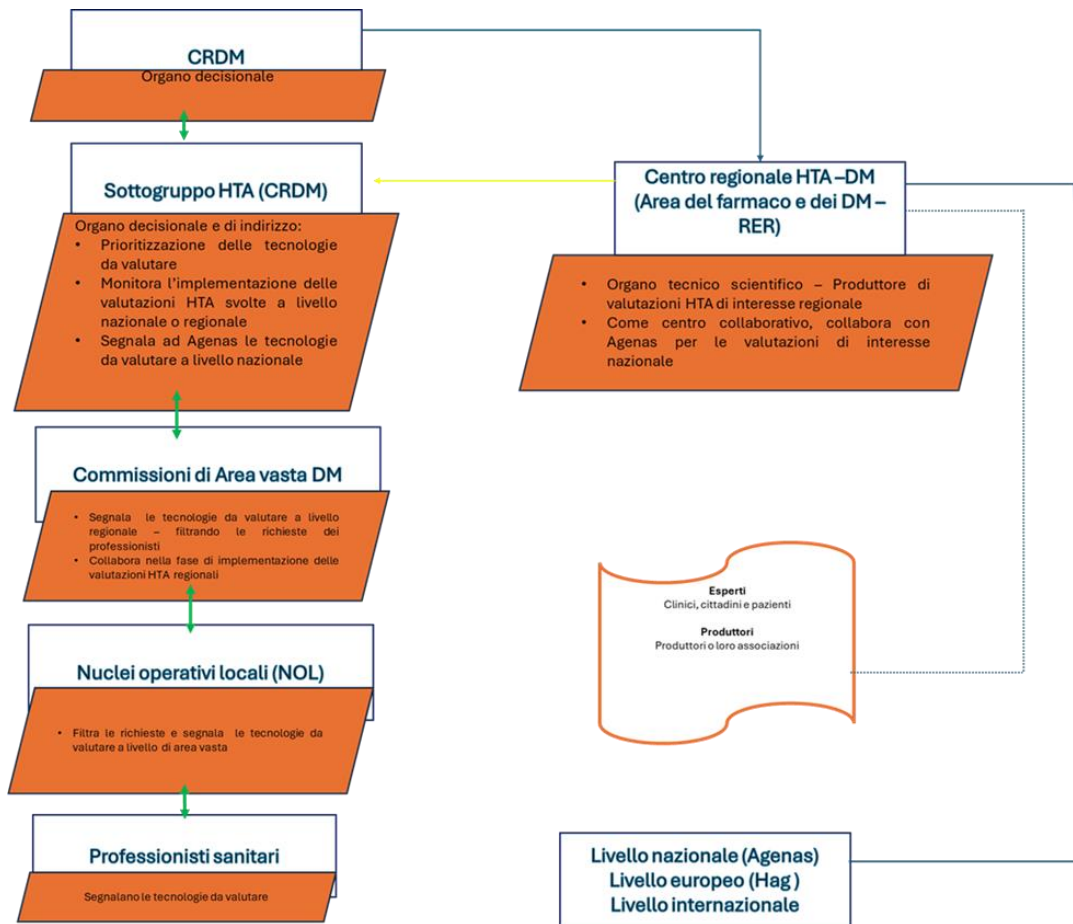 CRDM
Organo decisionale
Sottogruppo HTA (CRDM)
Organo decisionale e di indirizzo:
• Prioritizzazione delle tecnologie
da valutare
• Monitora l’implementazione delle
valutazioni HTA svolte a livello
nazionale o regionale
• Segnala ad Agenas le tecnologie
da valutare a livello nazionale
Commissioni di Area vasta DM
• Segnala le tecnologie da valutare a livello
regionale – filtrando le richieste dei
professionisti
• Collabora nella fase di implementazione delle
valutazioni HTA regionali
Nuclei operativi locali (NOL)
• Filtra le richieste e segnala le tecnologie da
valutare a livello di area vasta
Professionisti sanitari
Segnalano le tecnologie da valutare
Centro regionale HTA –DM
(Area del farmaco e dei DM –
RER)
• Organo tecnico scientifico – Produttore di
valutazioni HTA di interesse regionale
• Come centro collaborativo, collabora con
Agenas per le valutazioni di interesse
nazionale
Esperti
Clinici, cittadini e pazienti
Produttori
Produttori o loro associazioni
Livello nazionale (Agenas)
Livello europeo (Hag )
Livello internazionale